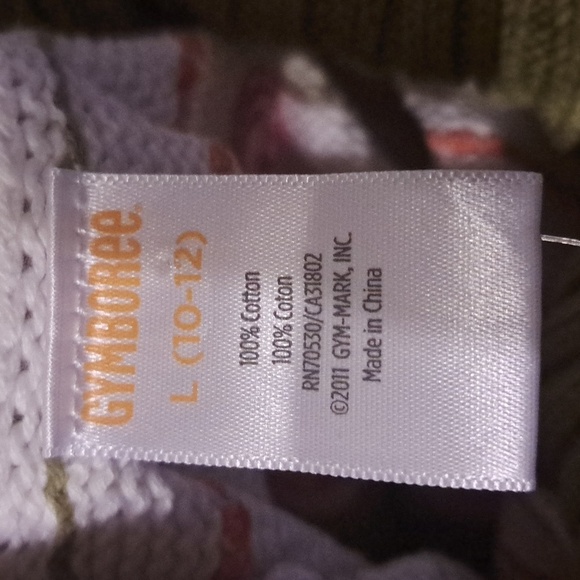 GYMBOREE®
L (10-12)
100% Cotton
100% Coton
RN70530/CA31802
©2011 GYM-MARK, INC.
Made in China